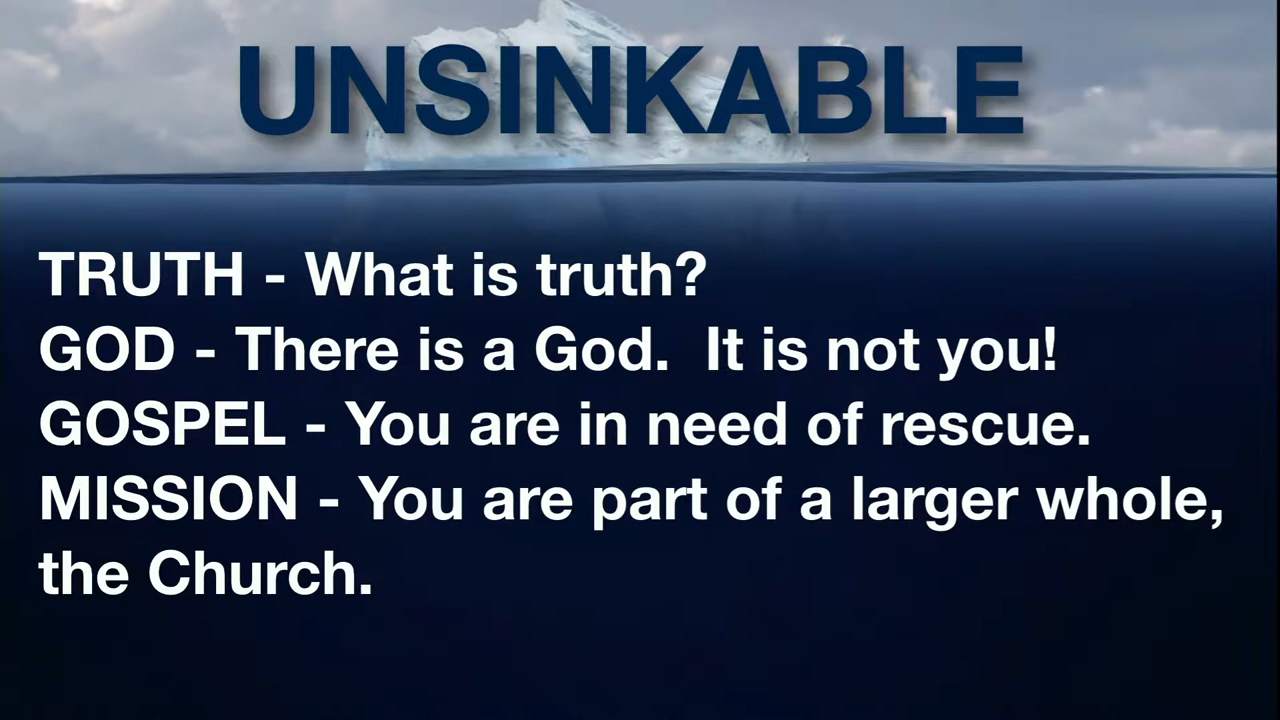 UNSINKABLE
TRUTH - What is truth?
GOD - There is a God.  It is not you!
GOSPEL - You are in need of rescue.
MISSION - You are part of a larger whole,
the Church.